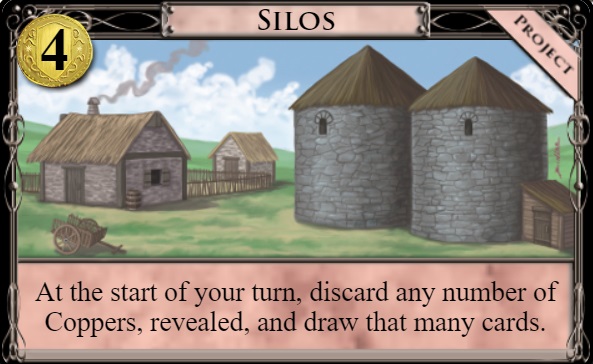 SILOS
4
PROJECT
At the start of your turn, discard any number of
Coppers, revealed, and draw that many cards.